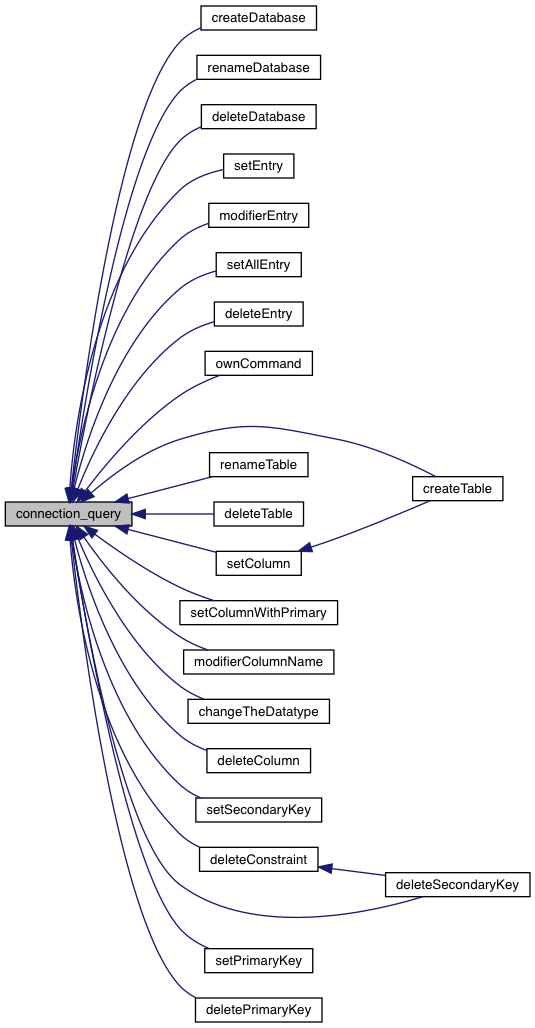 createDatabase
renameDatabase
deleteDatabase
setEntry
modifierEntry
setAllEntry
deleteEntry
ownCommand
renameTable
createTable
connection_query
deleteTable
setColumn
setColumnWithPrimary
modifierColumnName
changeTheDatatype
deleteColumn
setSecondaryKey
deleteConstraint
deleteSecondaryKey
setPrimaryKey
deletePrimaryKey